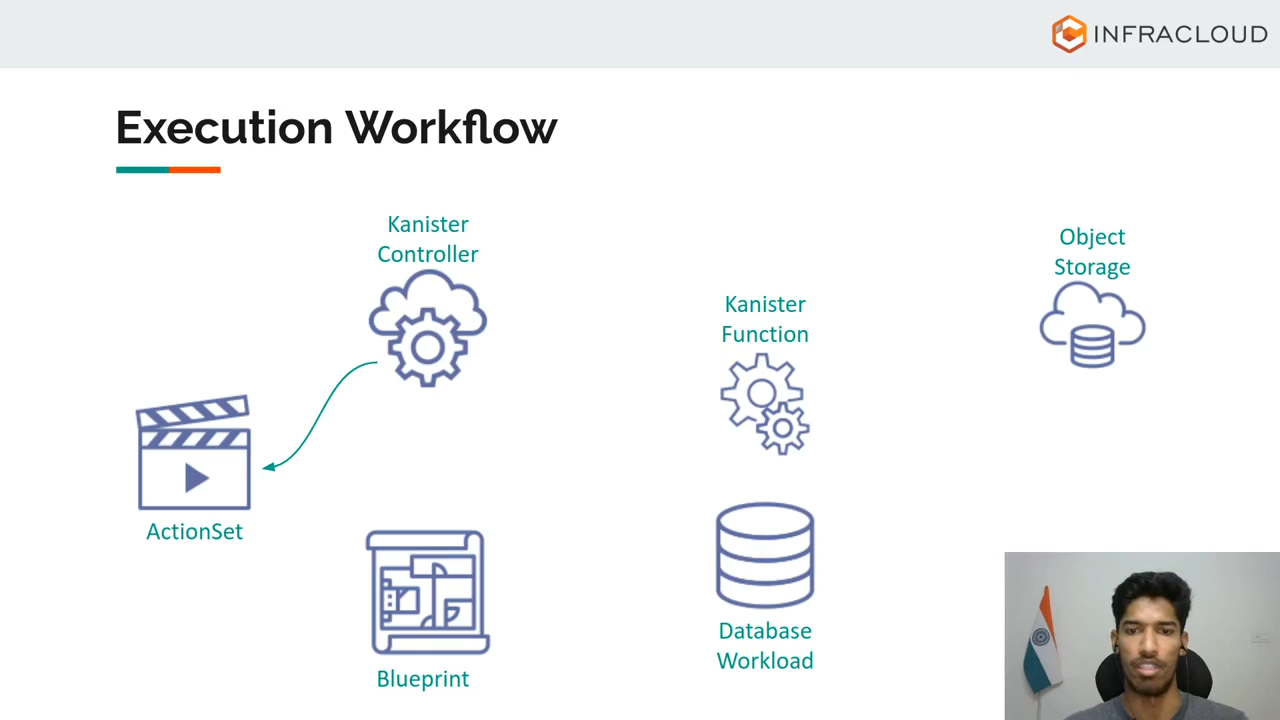 INFRACLOUD
Execution Workflow
Kanister
Controller
Object
Storage
Kanister
Function
ActionSet
Database
Workload
Blueprint